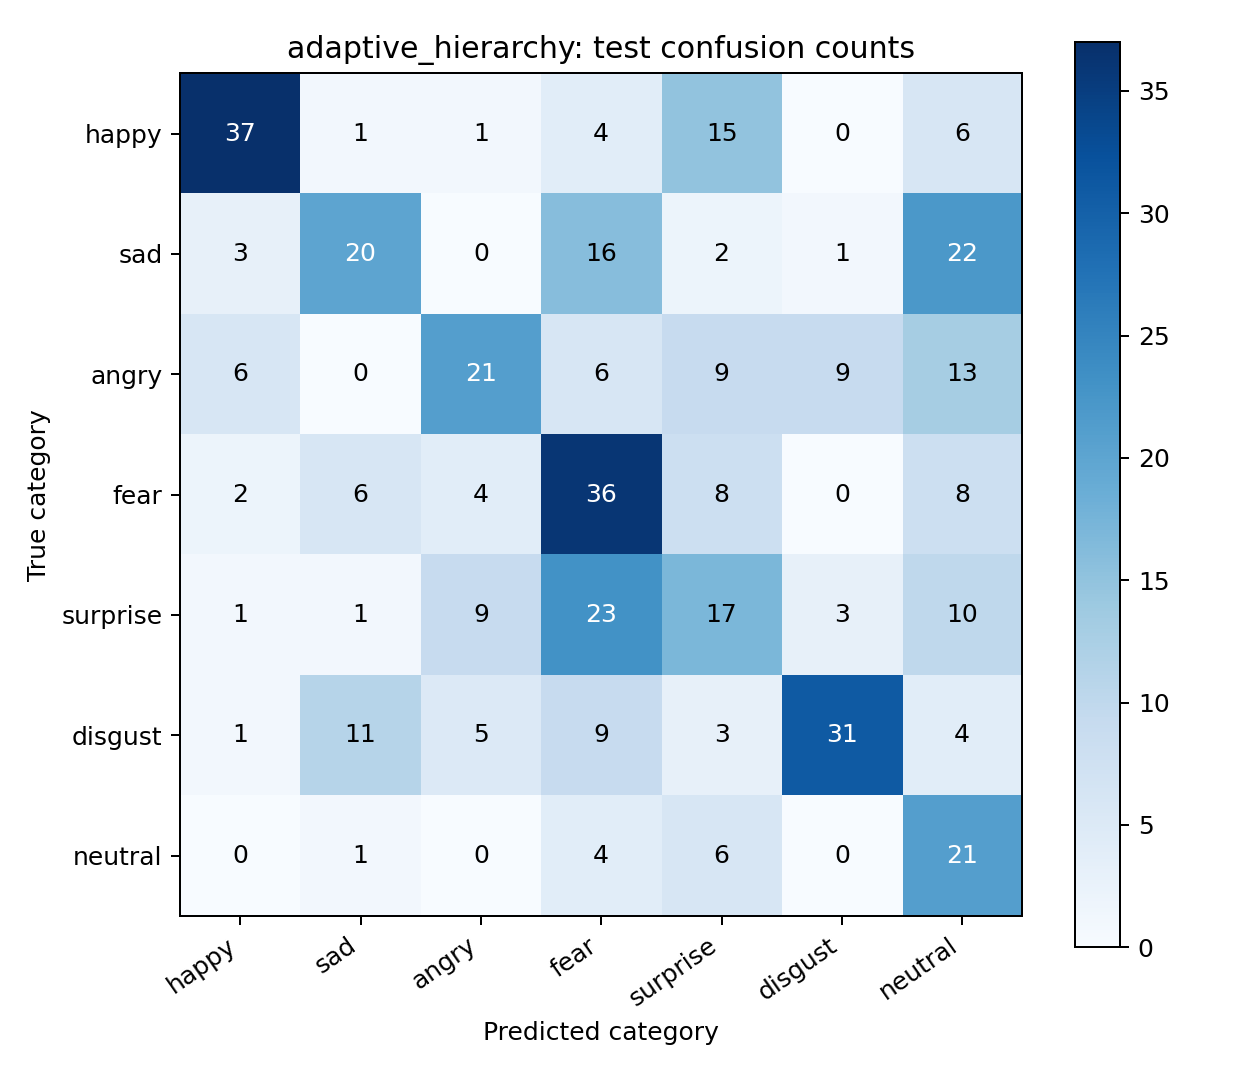 adaptive_hierarchy: test confusion counts
happy 37 1 1 4 15 0 6
sad 3 20 0 16 2 1 22
angry 6 0 21 6 9 9 13
fear 2 6 4 36 8 0 8
surprise 1 1 9 23 17 3 10
disgust 1 11 5 9 3 31 4
neutral 0 1 0 4 6 0 21
happy sad angry fear surprise disgust neutral
Predicted category
True category
35
30
25
20
15
10
5
0